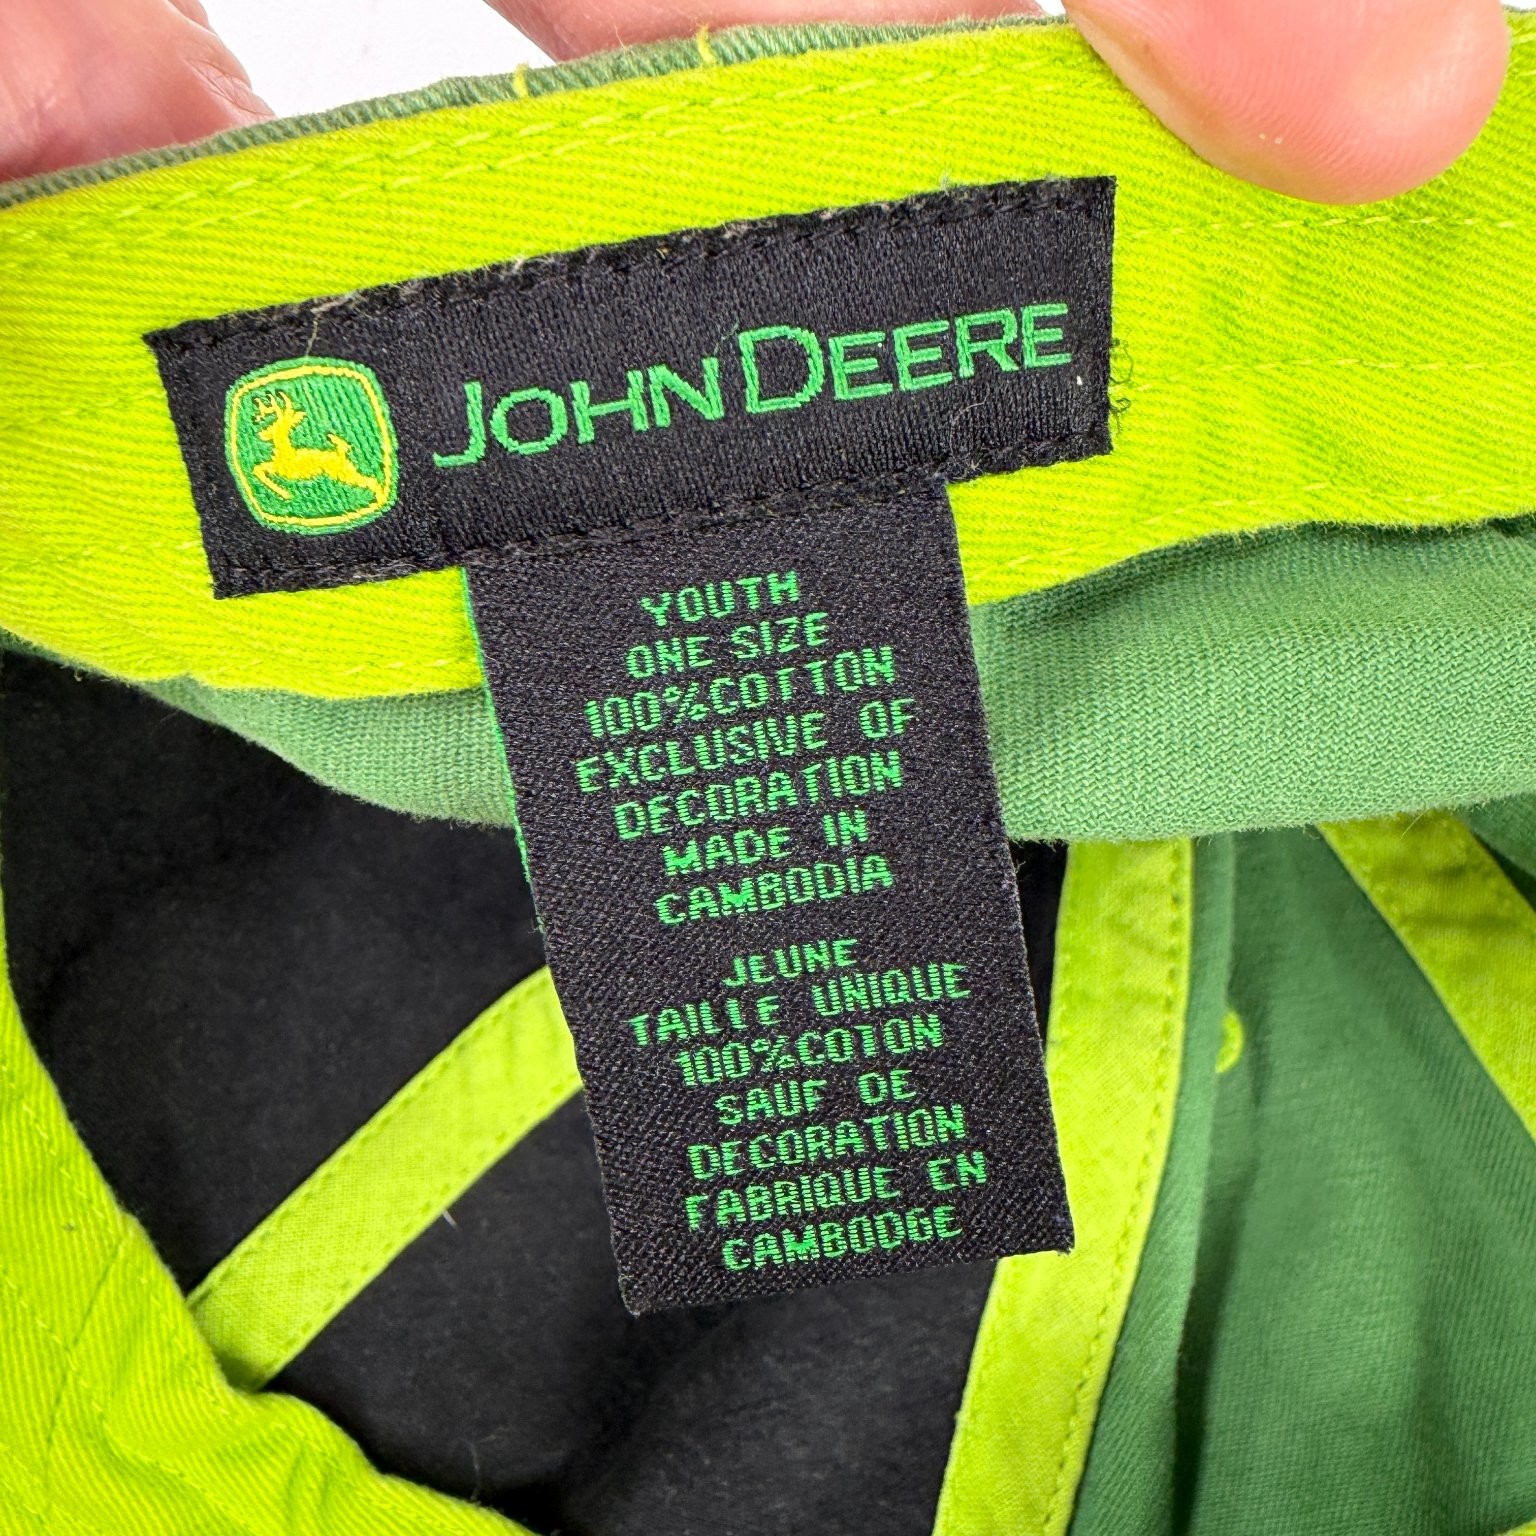 JOHN DEERE
YOUTH
ONE SIZE
100%COTTON
EXCLUSIVE OF
DECORATION
MADE IN
CAMBODIA
JEUNE
TAILLE UNIQUE
100%COTON
SAUF DE
DECORATION
FABRIQUE EN
CAMBODGE